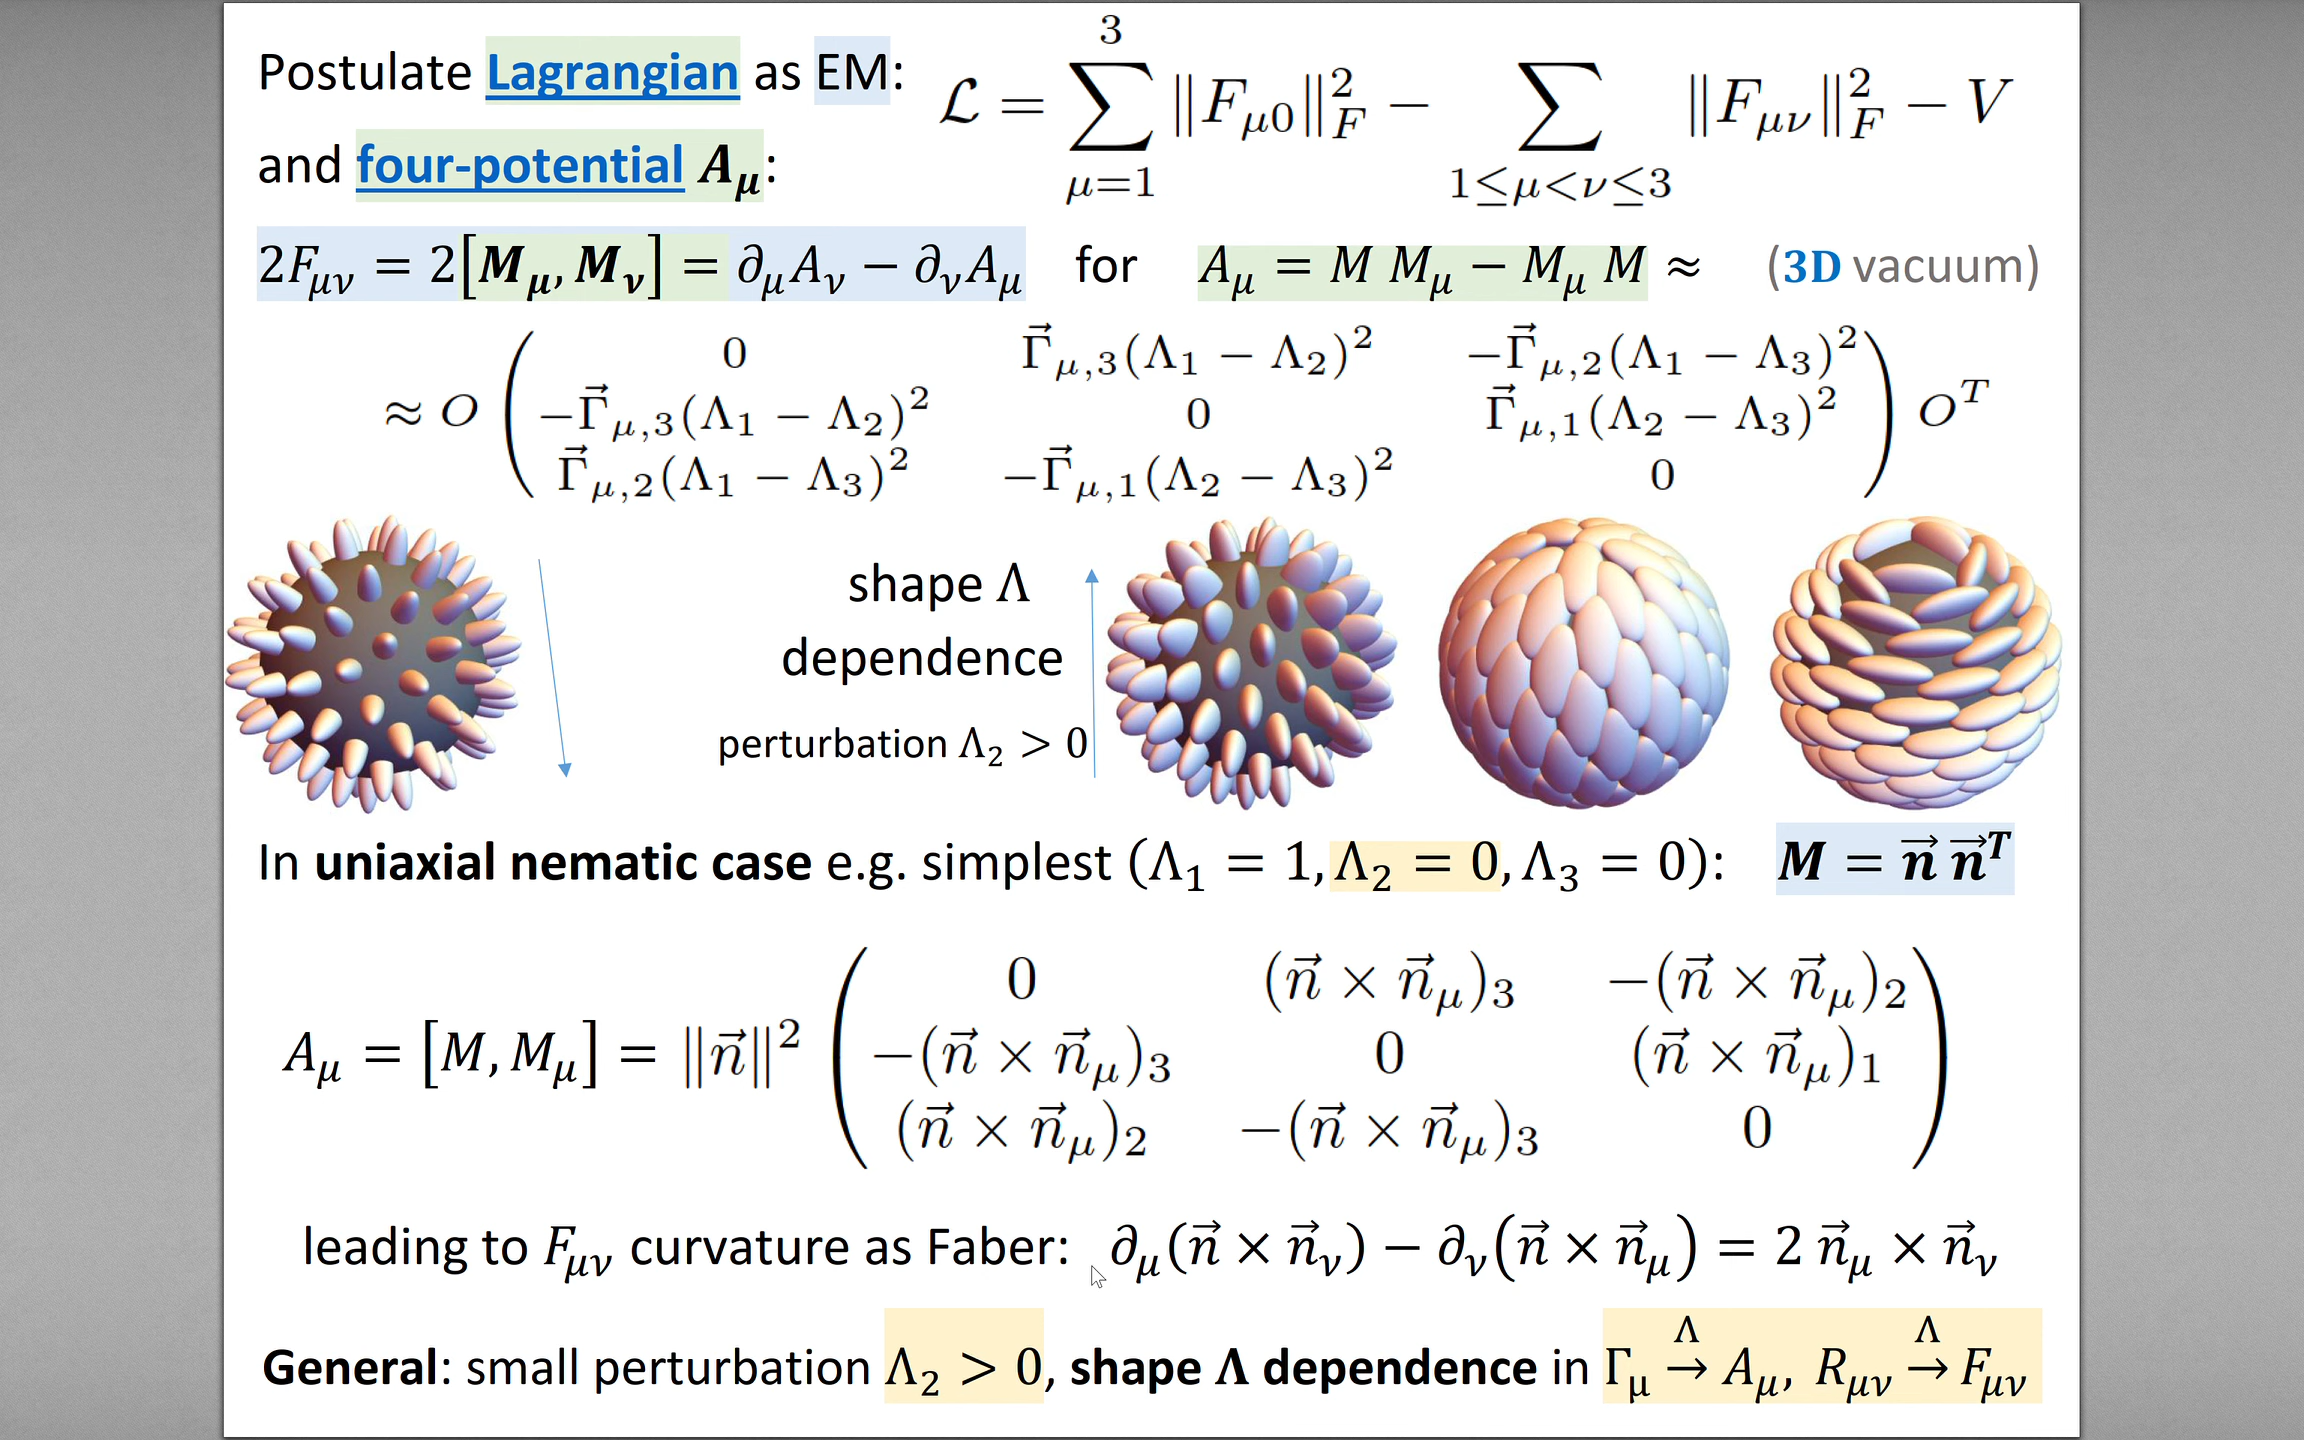 Postulate Lagrangian as EM: ℒ = ∑_{μ=1}^{3} ‖F_{μ0}‖_F^2 − ∑_{1≤μ<ν≤3} ‖F_{μν}‖_F^2 − V
and four-potential A_μ:
2F_{μν} = 2[M_μ, M_ν] = ∂_μA_ν − ∂_νA_μ for A_μ = M M_μ − M_μ M ≈ (3D vacuum)
0 Γ⃗_{μ,3}(Λ_1 − Λ_2)^2 −Γ⃗_{μ,2}(Λ_1 − Λ_3)^2
≈ O ( −Γ⃗_{μ,3}(Λ_1 − Λ_2)^2 0 Γ⃗_{μ,1}(Λ_2 − Λ_3)^2 ) O^T
Γ⃗_{μ,2}(Λ_1 − Λ_3)^2 −Γ⃗_{μ,1}(Λ_2 − Λ_3)^2 0
shape Λ
dependence
perturbation Λ_2 > 0
In uniaxial nematic case e.g. simplest (Λ_1 = 1, Λ_2 = 0, Λ_3 = 0): M = n⃗ n⃗^T
0 (n⃗ × n⃗_μ)_3 −(n⃗ × n⃗_μ)_2
A_μ = [M, M_μ] = ‖n⃗‖^2 ( −(n⃗ × n⃗_μ)_3 0 (n⃗ × n⃗_μ)_1 )
(n⃗ × n⃗_μ)_2 −(n⃗ × n⃗_μ)_3 0
leading to F_{μν} curvature as Faber: ∂_μ(n⃗ × n⃗_ν) − ∂_ν(n⃗ × n⃗_μ) = 2 n⃗_μ × n⃗_ν
General: small perturbation Λ_2 > 0, shape Λ dependence in Γ_μ →^Λ A_μ, R_{μν} →^Λ F_{μν}